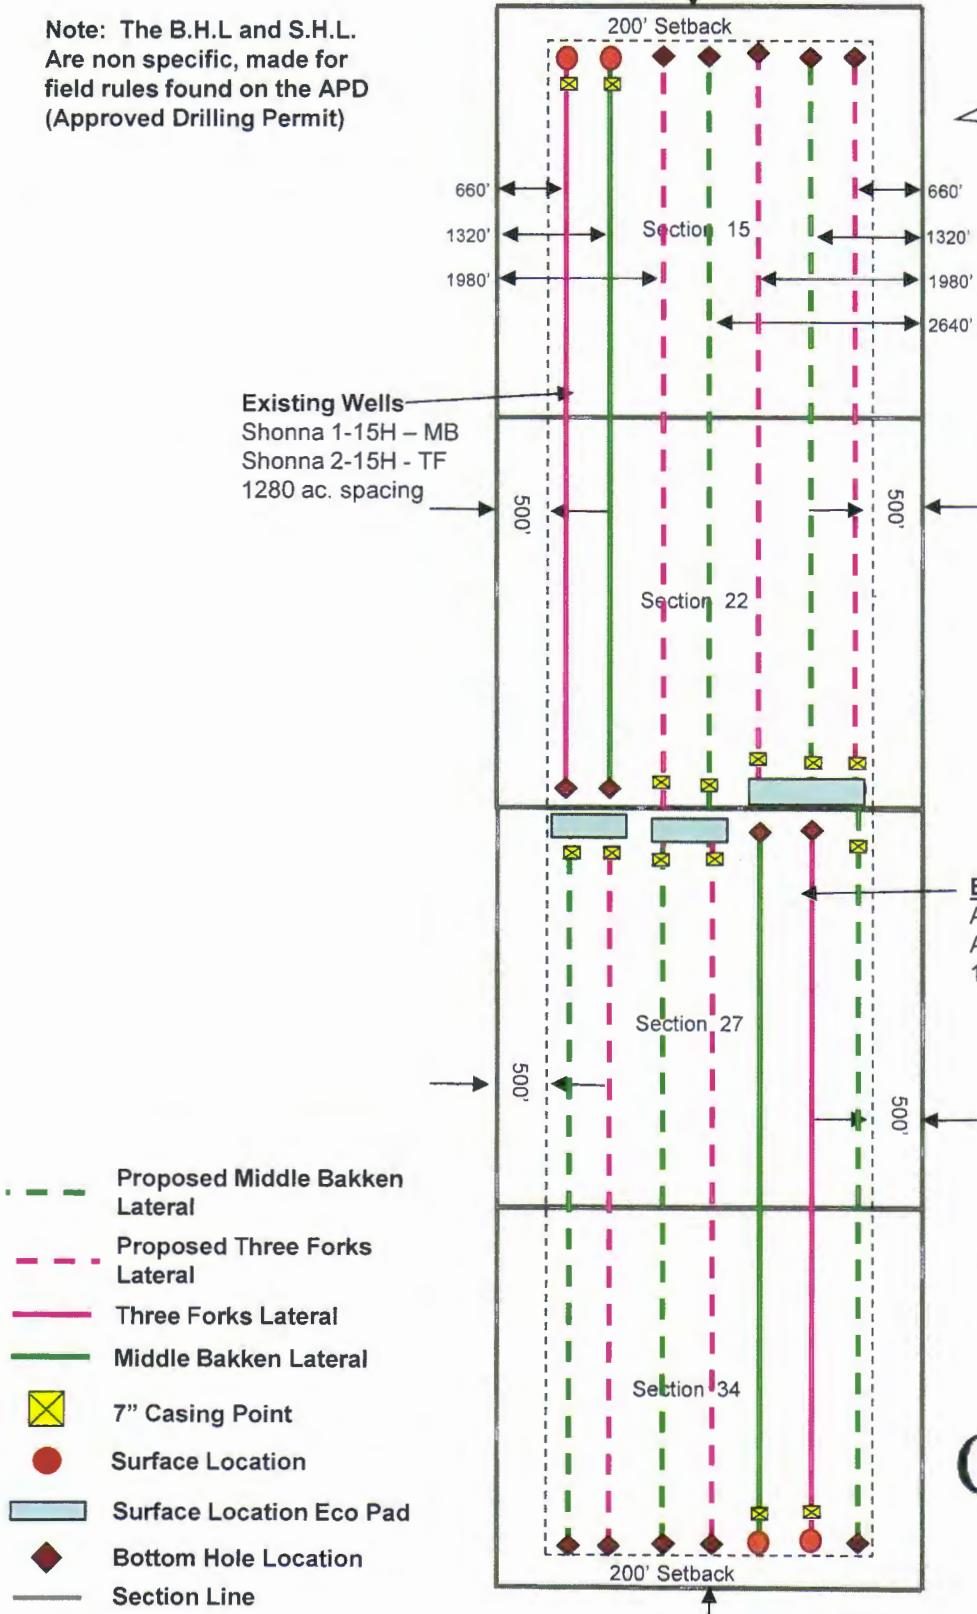 Note: The B.H.L and S.H.L.
Are non specific, made for
field rules found on the APD
(Approved Drilling Permit)
200' Setback
660'
660'
1320'
Section 15
1320'
1980'
1980'
2640'
Existing Wells
Shonna 1-15H – MB
Shonna 2-15H - TF
1280 ac. spacing
500'
500'
Section 22
E
A
A
1
Section 27
500'
500'
Proposed Middle Bakken
Lateral
Proposed Three Forks
Lateral
Three Forks Lateral
Middle Bakken Lateral
Section 34
7” Casing Point
Surface Location
Surface Location Eco Pad
Bottom Hole Location
200' Setback
Section Line